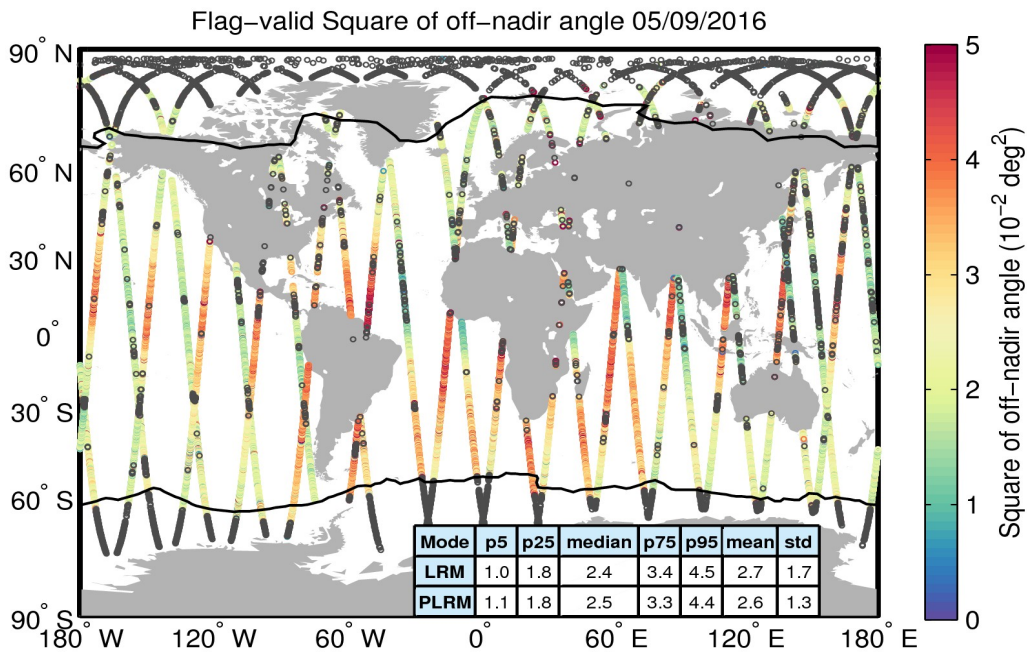 Flag−valid Square of off−nadir angle 05/09/2016
90° N
60° N
30° N
0°
30° S
60° S
90° S
180° W
120° W
60° W
0°
60° E
120° E
180° E
Mode p5 p25 median p75 p95 mean std
LRM 1.0 1.8 2.4 3.4 4.5 2.7 1.7
PLRM 1.1 1.8 2.5 3.3 4.4 2.6 1.3
5
4
3
2
1
0
Square of off−nadir angle (10⁻² deg²)